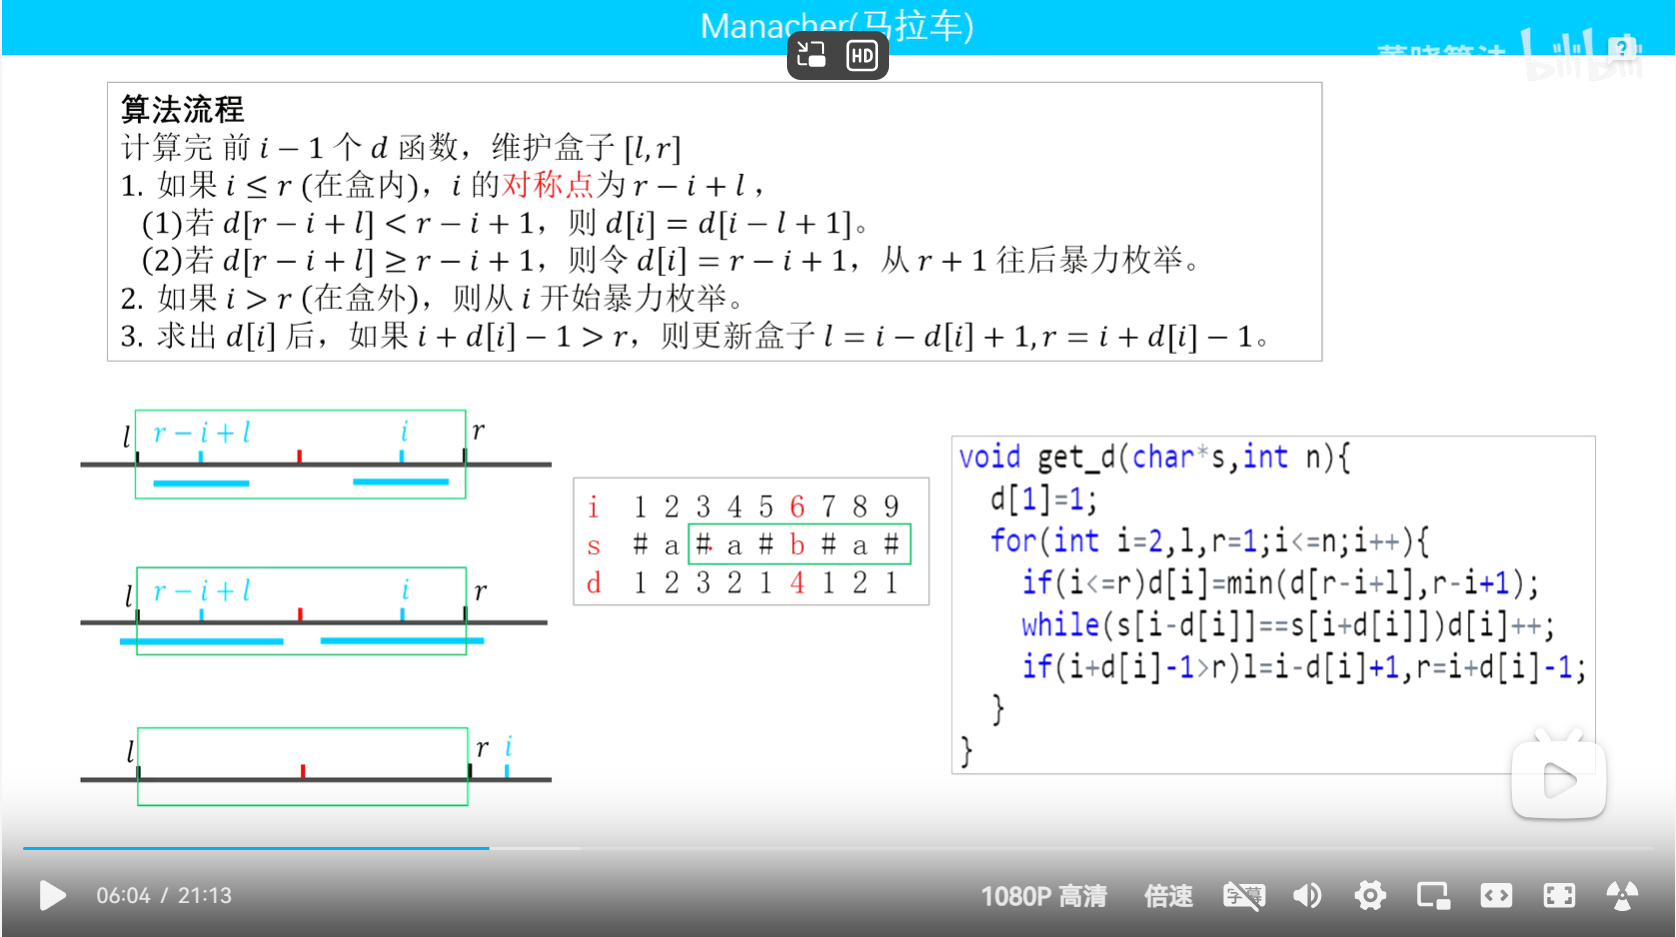 Manacher(马拉车)
HD
bilibili
?
算法流程
计算完 前 i − 1 个 d 函数，维护盒子 [l, r]
1. 如果 i ≤ r (在盒内)，i 的对称点为 r − i + l，
(1)若 d[r − i + l] < r − i + 1，则 d[i] = d[i − l + 1]。
(2)若 d[r − i + l] ≥ r − i + 1，则令 d[i] = r − i + 1，从 r + 1 往后暴力枚举。
2. 如果 i > r (在盒外)，则从 i 开始暴力枚举。
3. 求出 d[i] 后，如果 i + d[i] − 1 > r，则更新盒子 l = i − d[i] + 1, r = i + d[i] − 1。
l r − i + l i r
l r − i + l i r
l r i
i 1 2 3 4 5 6 7 8 9
s # a # a # b # a #
d 1 2 3 2 1 4 1 2 1
void get_d(char*s,int n){
d[1]=1;
for(int i=2,l,r=1;i<=n;i++){
if(i<=r)d[i]=min(d[r-i+l],r-i+1);
while(s[i-d[i]]==s[i+d[i]])d[i]++;
if(i+d[i]-1>r)l=i-d[i]+1,r=i+d[i]-1;
}
}
06:04 / 21:13
1080P 高清 倍速 字幕